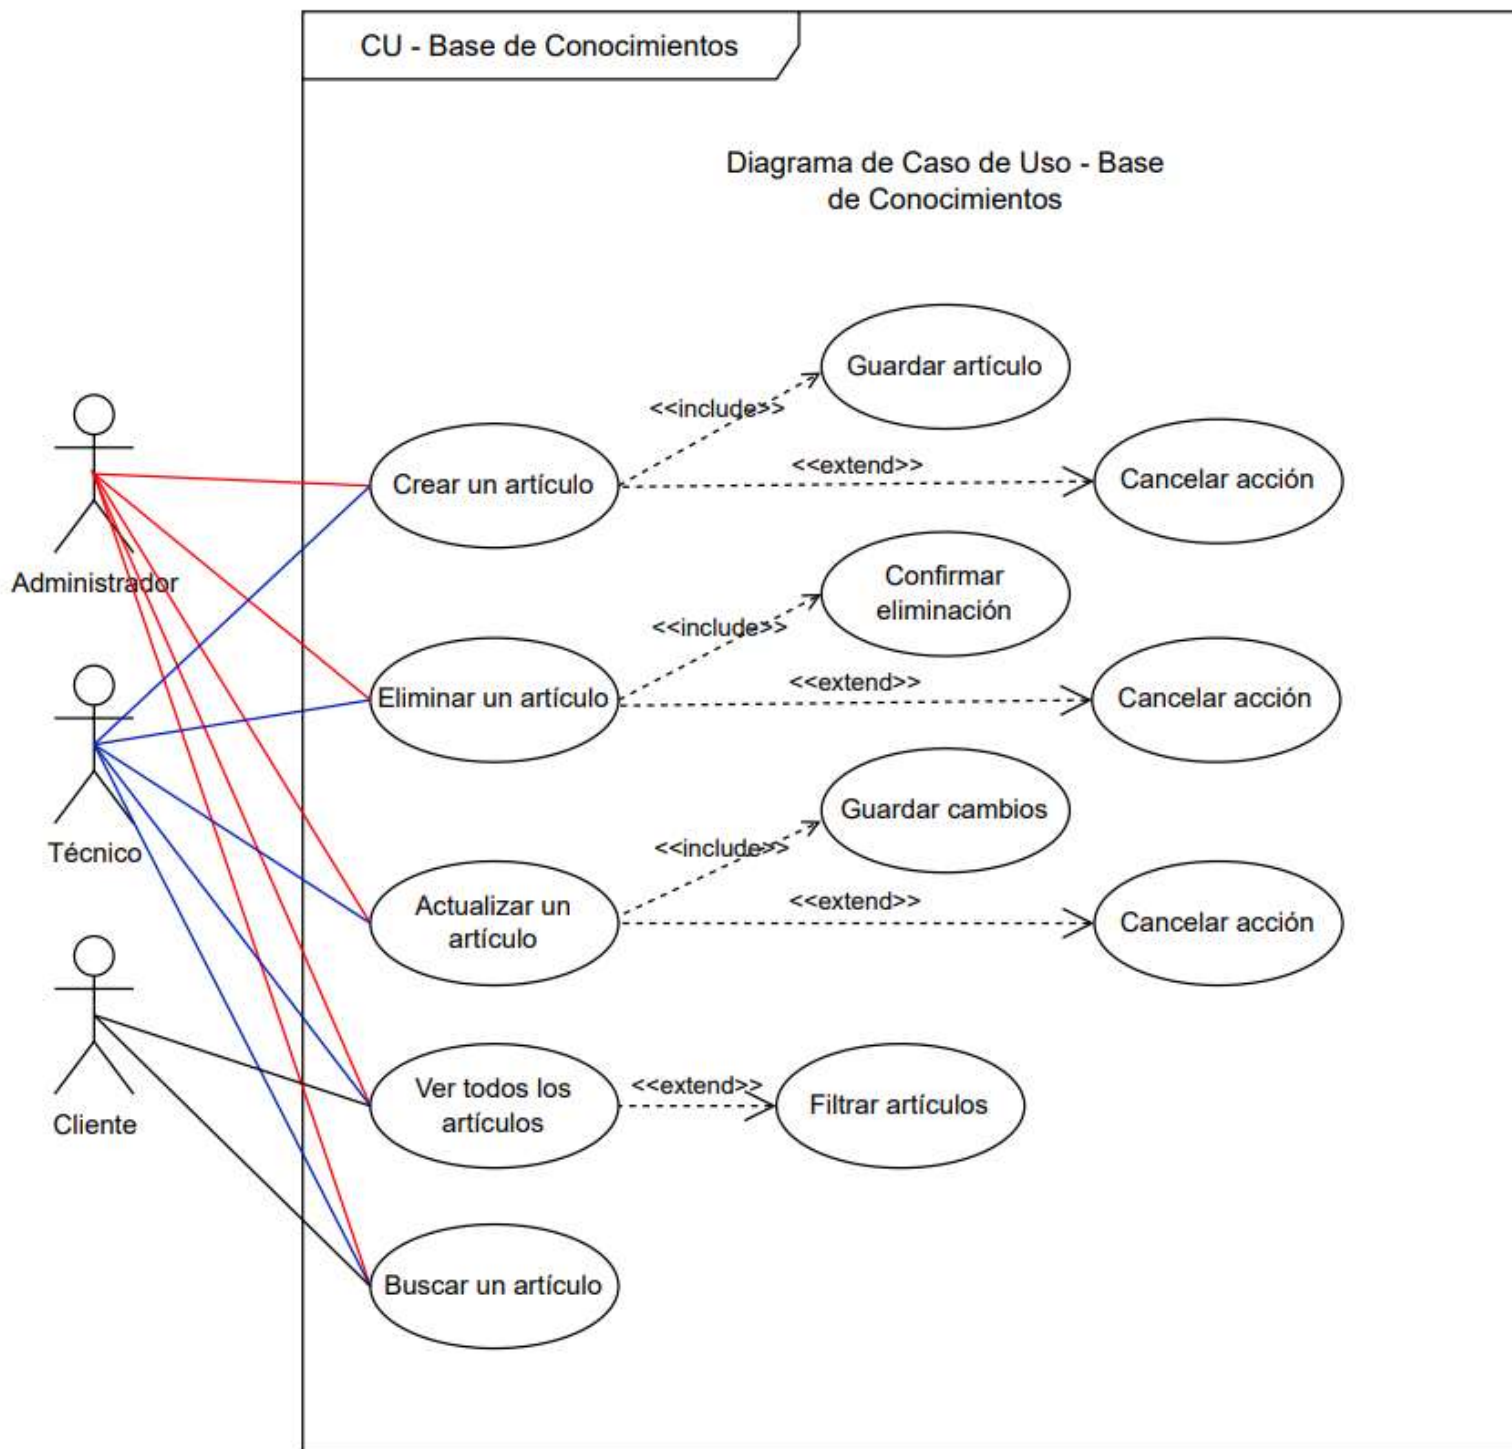 CU - Base de Conocimientos
Diagrama de Caso de Uso - Base
de Conocimientos
Guardar artículo
<<include>>
<<extend>>
Cancelar acción
Crear un artículo
Administrador
Confirmar
eliminación
<<include>>
<<extend>>
Cancelar acción
Eliminar un artículo
Técnico
Guardar cambios
<<include>>
<<extend>>
Cancelar acción
Actualizar un
artículo
Cliente
Ver todos los
artículos
<<extend>>
Filtrar artículos
Buscar un artículo